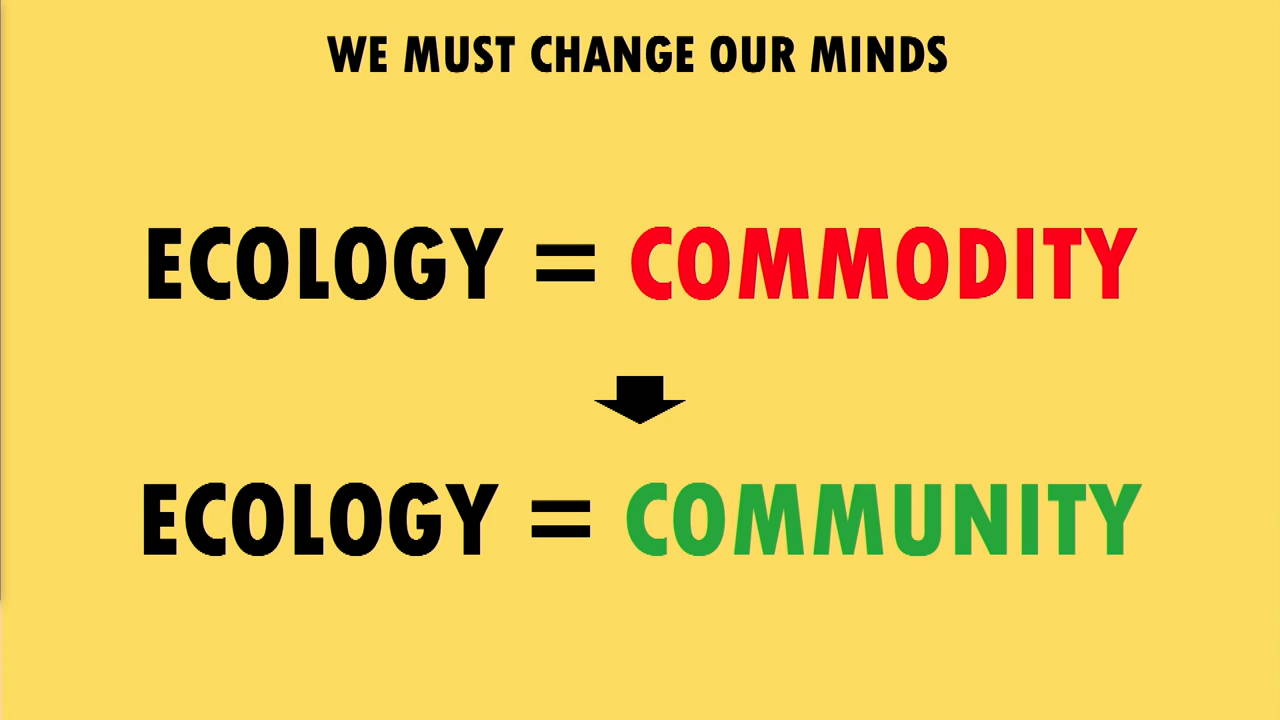 WE MUST CHANGE OUR MINDS
ECOLOGY = COMMODITY
ECOLOGY = COMMUNITY